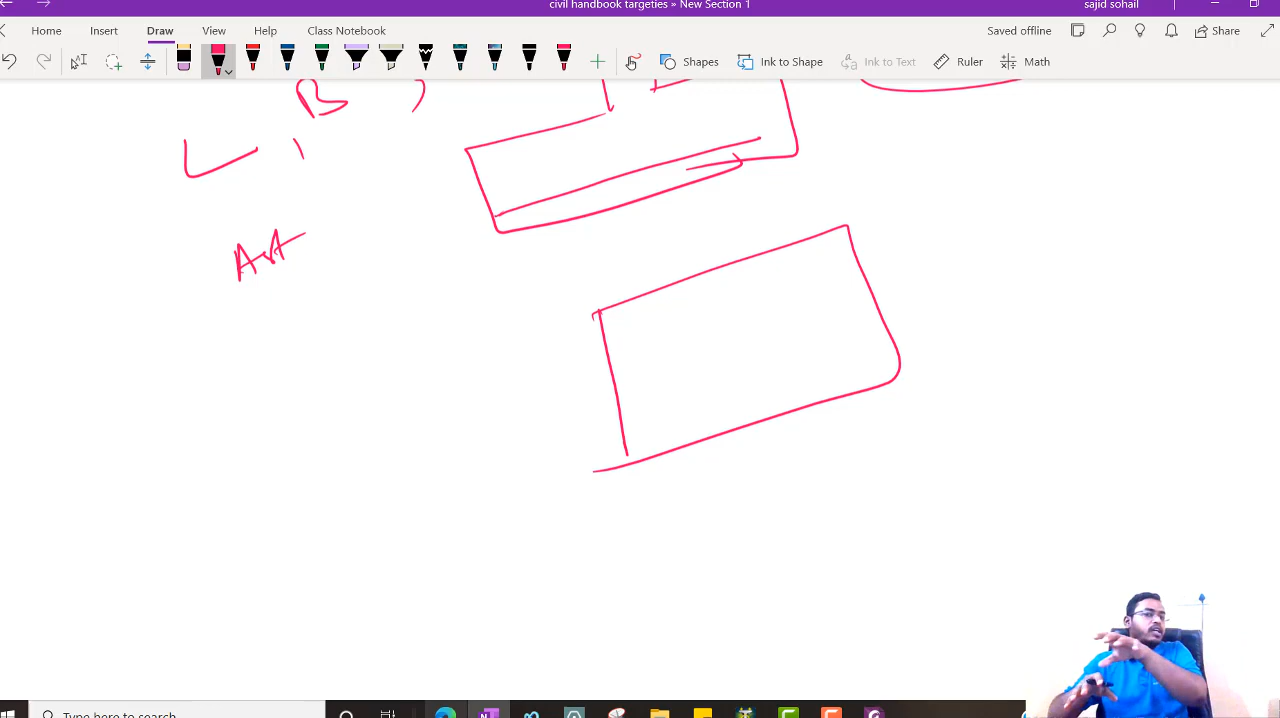 civil handbook targeties » New Section 1
sajid sohail
Home Insert Draw View Help Class Notebook
Saved offline
Share
Shapes
Ink to Shape
Ink to Text
Ruler
Math
B
Type here to search